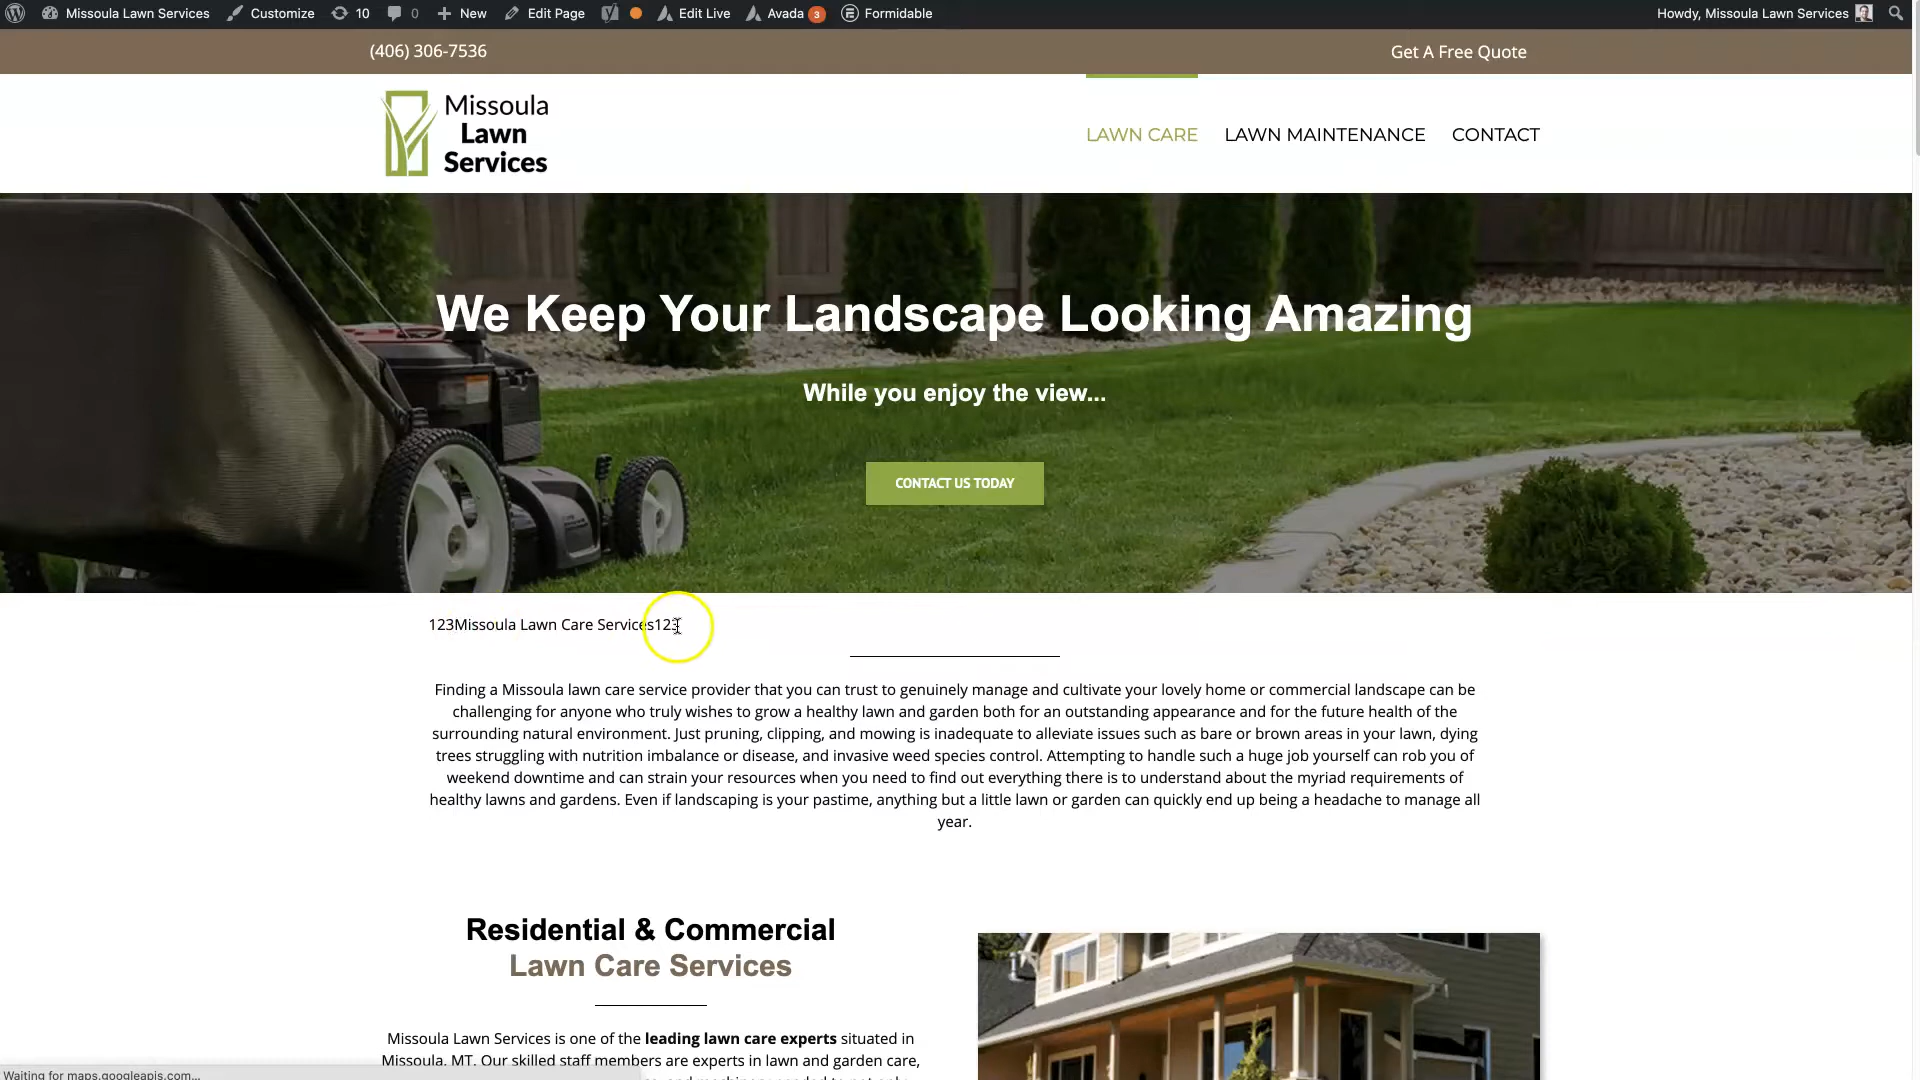 Missoula Lawn Services Customize 10 0 New Edit Page Edit Live Avada 3 Formidable Howdy, Missoula Lawn Services
(406) 306-7536 Get A Free Quote
Missoula
Lawn
Services
LAWN CARE LAWN MAINTENANCE CONTACT
We Keep Your Landscape Looking Amazing
While you enjoy the view...
CONTACT US TODAY
123Missoula Lawn Care Services123
Finding a Missoula lawn care service provider that you can trust to genuinely manage and cultivate your lovely home or commercial landscape can be
challenging for anyone who truly wishes to grow a healthy lawn and garden both for an outstanding appearance and for the future health of the
surrounding natural environment. Just pruning, clipping, and mowing is inadequate to alleviate issues such as bare or brown areas in your lawn, dying
trees struggling with nutrition imbalance or disease, and invasive weed species control. Attempting to handle such a huge job yourself can rob you of
weekend downtime and can strain your resources when you need to find out everything there is to understand about the myriad requirements of
healthy lawns and gardens. Even if landscaping is your pastime, anything but a little lawn or garden can quickly end up being a headache to manage all
year.
Residential & Commercial
Lawn Care Services
Missoula Lawn Services is one of the leading lawn care experts situated in
Missoula, MT. Our skilled staff members are experts in lawn and garden care,
Waiting for maps.googleapis.com...